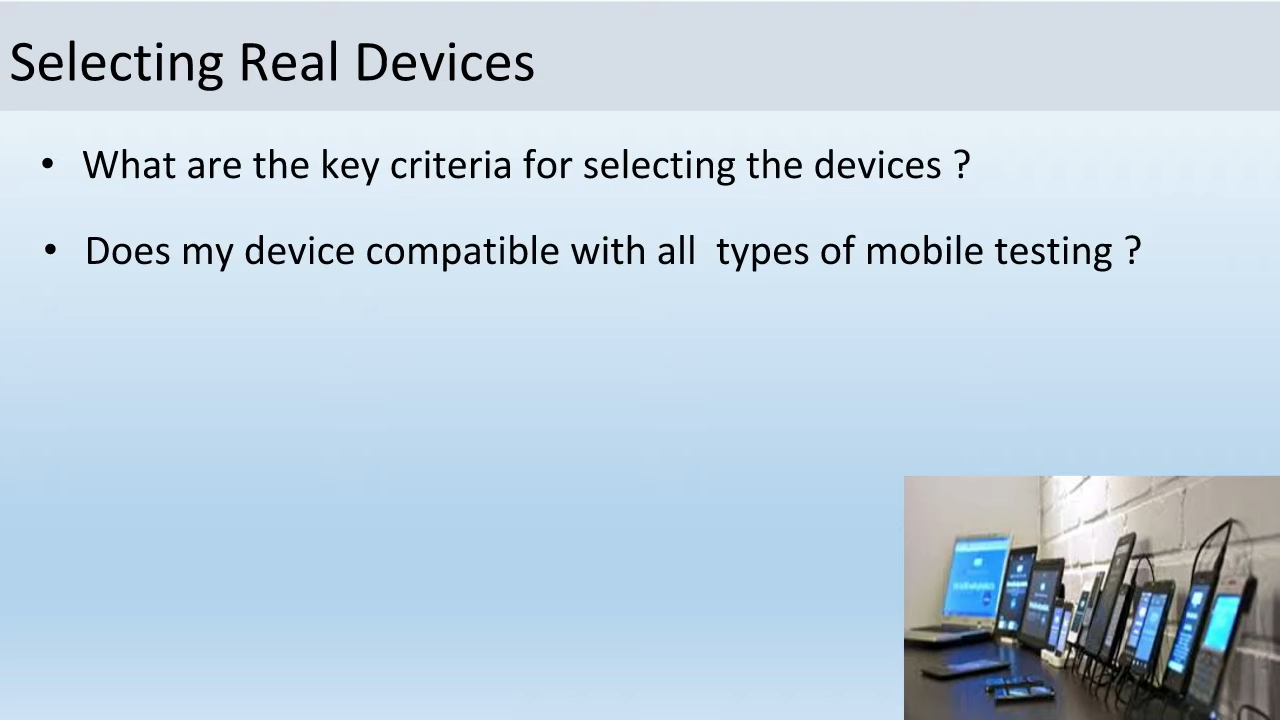 Selecting Real Devices
• What are the key criteria for selecting the devices ?
• Does my device compatible with all  types of mobile testing ?